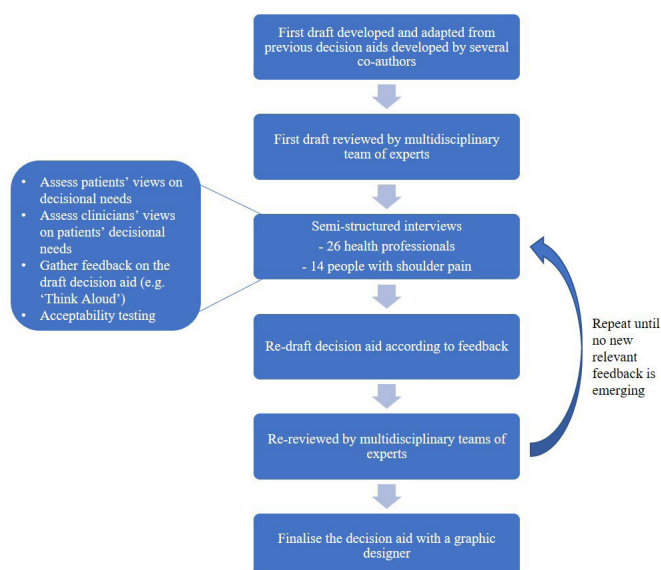 First draft developed and adapted from
previous decision aids developed by several
co-authors
First draft reviewed by multidisciplinary
team of experts
• Assess patients’ views on
decisional needs
• Assess clinicians’ views
on patients’ decisional
needs
• Gather feedback on the
draft decision aid (e.g.
‘Think Aloud’)
• Acceptability testing
Semi-structured interviews
- 26 health professionals
- 14 people with shoulder pain
Re-draft decision aid according to feedback
Repeat until
no new
relevant
feedback is
emerging
Re-reviewed by multidisciplinary teams of
experts
Finalise the decision aid with a graphic
designer